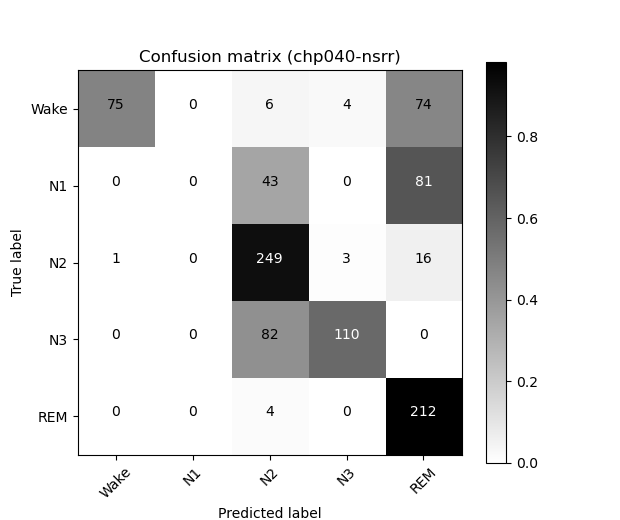 Confusion matrix (chp040-nsrr)
Wake 75 0 6 4 74
N1 0 0 43 0 81
N2 1 0 249 3 16
N3 0 0 82 110 0
REM 0 0 4 0 212
True label
Wake N1 N2 N3 REM
Predicted label
0.8
0.6
0.4
0.2
0.0